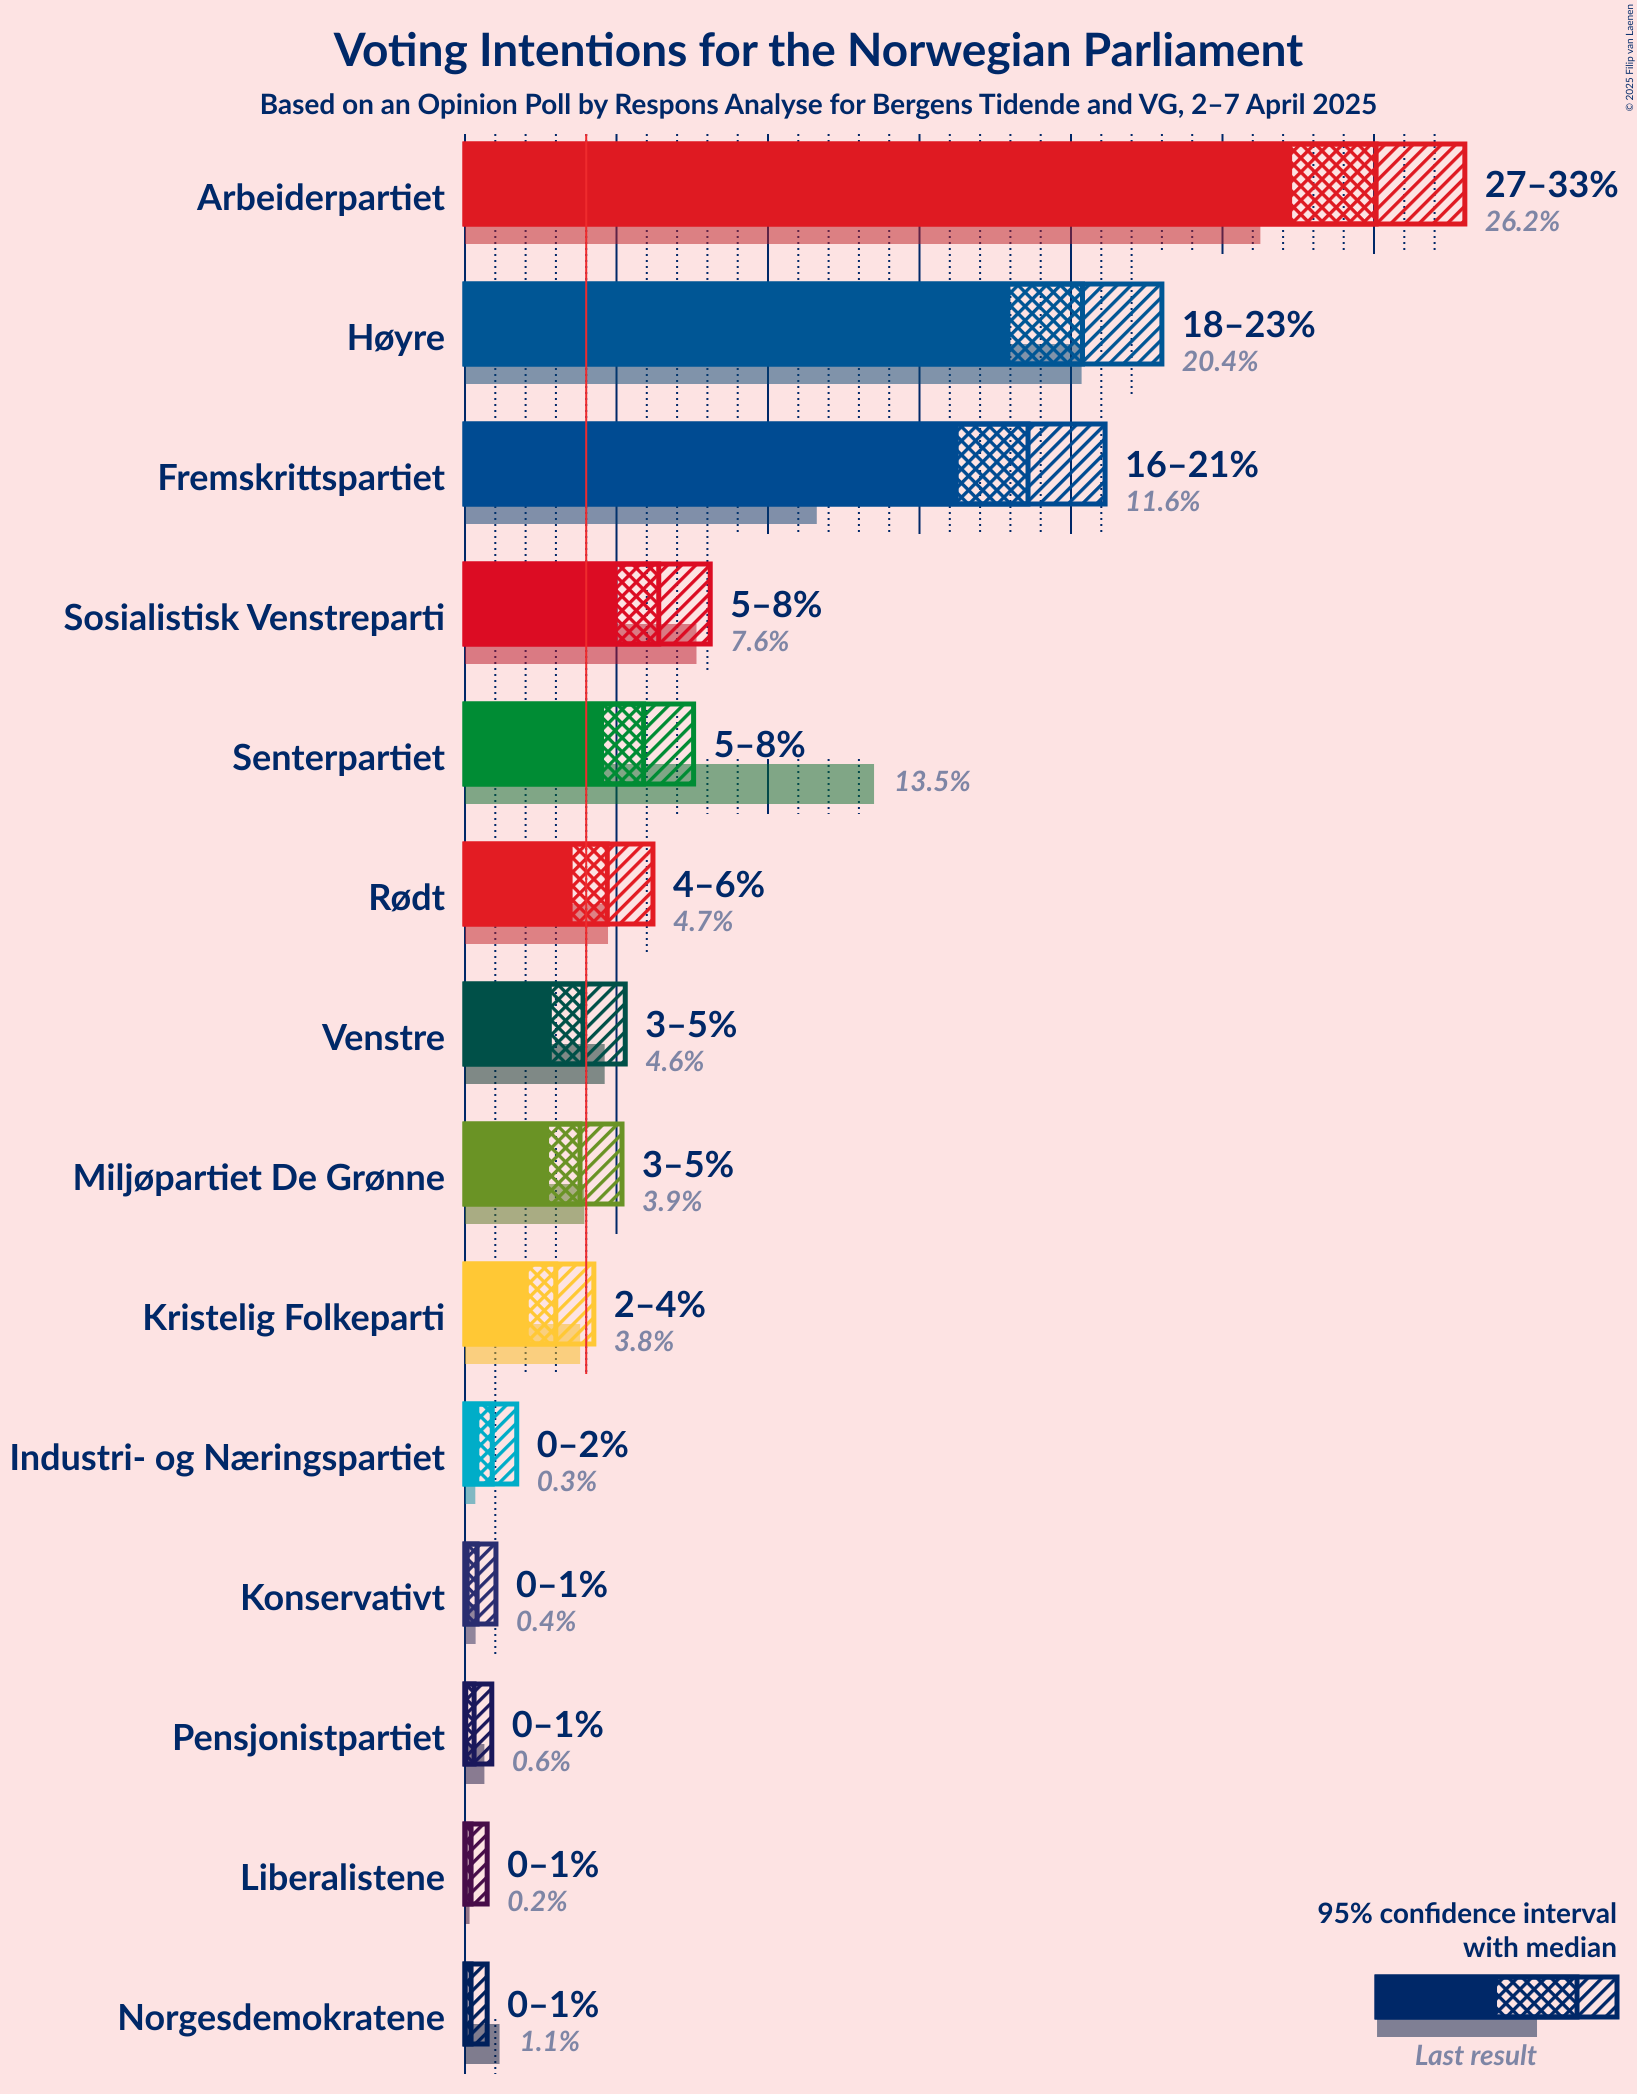 © 2025 Filip van Laenen
Voting Intentions for the Norwegian Parliament
Based on an Opinion Poll by Respons Analyse for Bergens Tidende and VG, 2–7 April 2025
Arbeiderpartiet
27–33%
26.2%
Høyre
18–23%
20.4%
Fremskrittspartiet
16–21%
11.6%
Sosialistisk Venstreparti
5–8%
7.6%
Senterpartiet
5–8%
13.5%
Rødt
4–6%
4.7%
Venstre
3–5%
4.6%
Miljøpartiet De Grønne
3–5%
3.9%
Kristelig Folkeparti
2–4%
3.8%
Industri- og Næringspartiet
0–2%
0.3%
Konservativt
0–1%
0.4%
Pensjonistpartiet
0–1%
0.6%
Liberalistene
0–1%
0.2%
Norgesdemokratene
0–1%
1.1%
95% confidence interval
with median
Last result